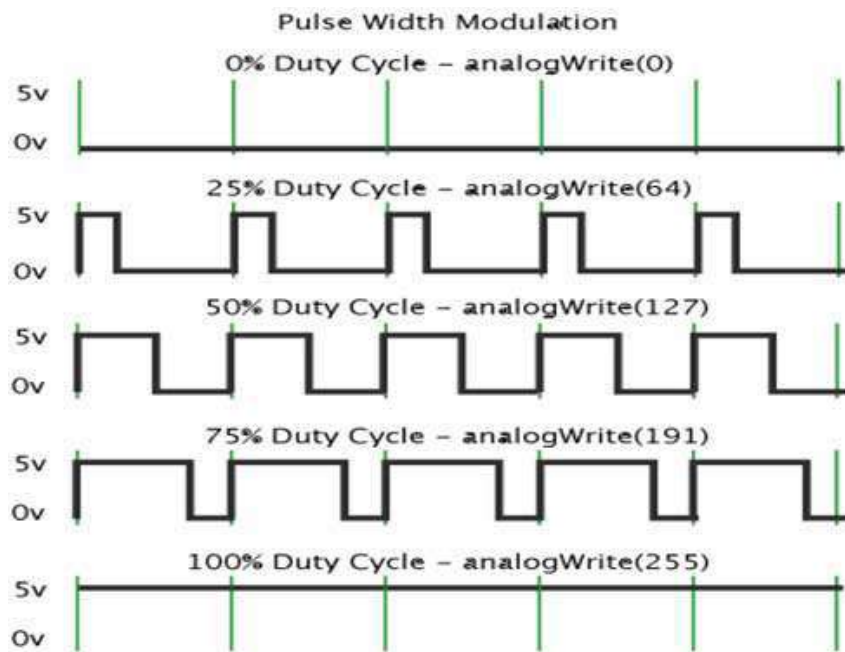 Pulse Width Modulation
0% Duty Cycle – analogWrite(0)
5v
0v
25% Duty Cycle – analogWrite(64)
5v
0v
50% Duty Cycle – analogWrite(127)
5v
0v
75% Duty Cycle – analogWrite(191)
5v
0v
100% Duty Cycle – analogWrite(255)
5v
0v